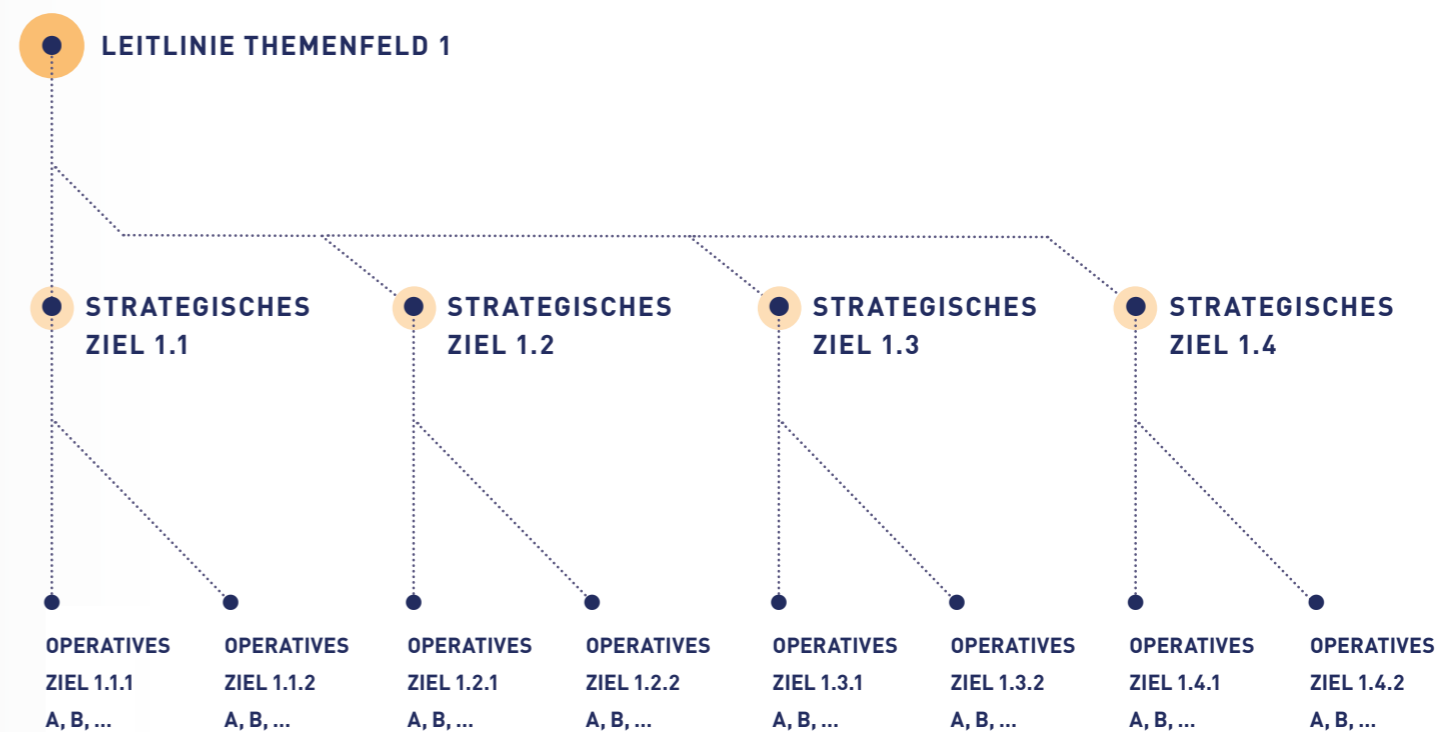 LEITLINIE THEMENFELD 1
STRATEGISCHES
ZIEL 1.1
STRATEGISCHES
ZIEL 1.2
STRATEGISCHES
ZIEL 1.3
STRATEGISCHES
ZIEL 1.4
OPERATIVES
ZIEL 1.1.1
A, B, ...
OPERATIVES
ZIEL 1.1.2
A, B, ...
OPERATIVES
ZIEL 1.2.1
A, B, ...
OPERATIVES
ZIEL 1.2.2
A, B, ...
OPERATIVES
ZIEL 1.3.1
A, B, ...
OPERATIVES
ZIEL 1.3.2
A, B, ...
OPERATIVES
ZIEL 1.4.1
A, B, ...
OPERATIVES
ZIEL 1.4.2
A, B, ...